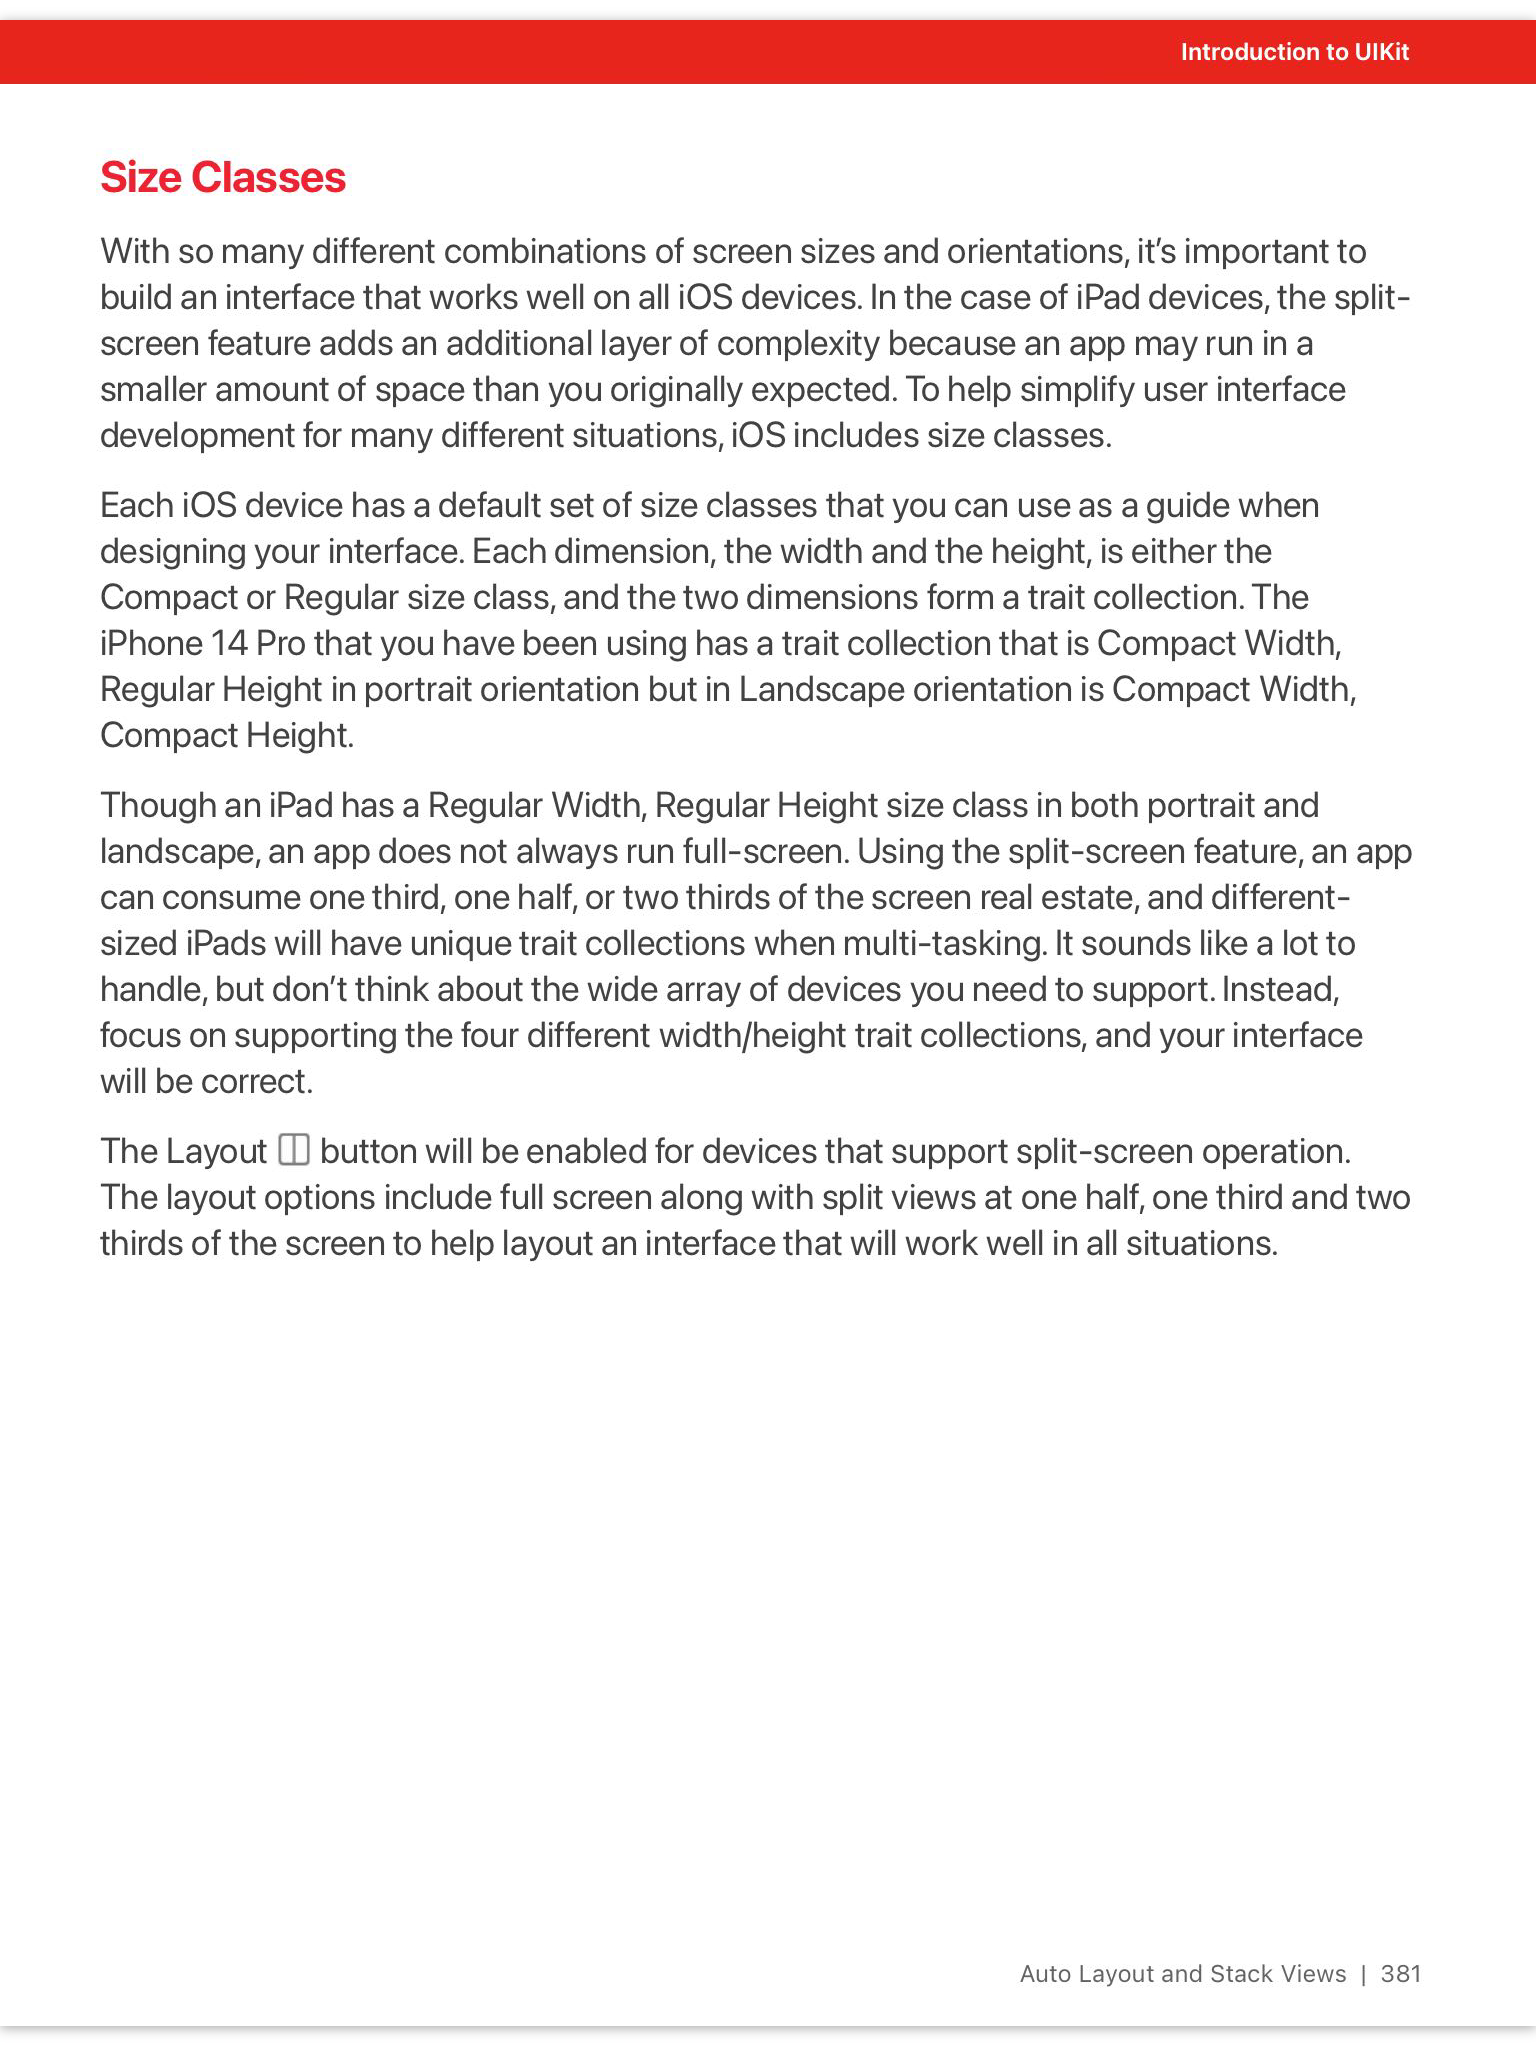 Introduction to UIKit
Size Classes
With so many different combinations of screen sizes and orientations, it’s important to
build an interface that works well on all iOS devices. In the case of iPad devices, the split-
screen feature adds an additional layer of complexity because an app may run in a
smaller amount of space than you originally expected. To help simplify user interface
development for many different situations, iOS includes size classes.
Each iOS device has a default set of size classes that you can use as a guide when
designing your interface. Each dimension, the width and the height, is either the
Compact or Regular size class, and the two dimensions form a trait collection. The
iPhone 14 Pro that you have been using has a trait collection that is Compact Width,
Regular Height in portrait orientation but in Landscape orientation is Compact Width,
Compact Height.
Though an iPad has a Regular Width, Regular Height size class in both portrait and
landscape, an app does not always run full-screen. Using the split-screen feature, an app
can consume one third, one half, or two thirds of the screen real estate, and different-
sized iPads will have unique trait collections when multi-tasking. It sounds like a lot to
handle, but don’t think about the wide array of devices you need to support. Instead,
focus on supporting the four different width/height trait collections, and your interface
will be correct.
The Layout button will be enabled for devices that support split-screen operation.
The layout options include full screen along with split views at one half, one third and two
thirds of the screen to help layout an interface that will work well in all situations.
Auto Layout and Stack Views | 381